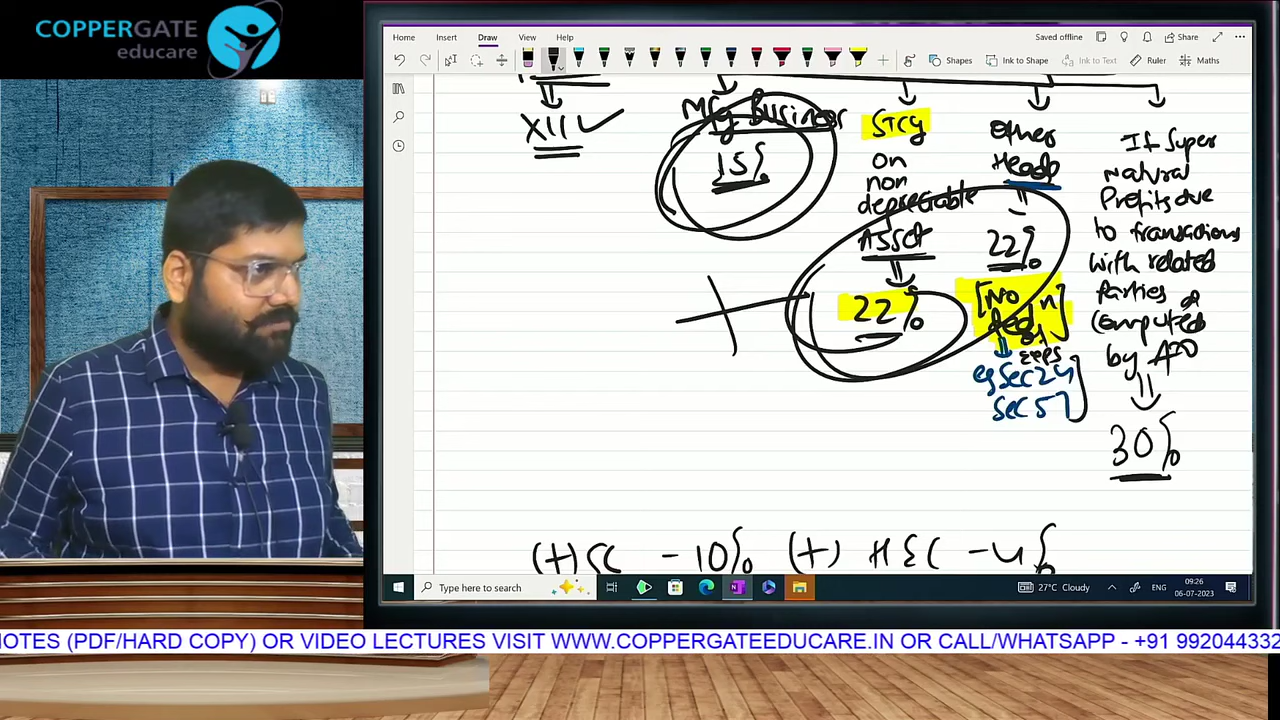 COPPERGATE
educare
Home Insert Draw View Help
Saved offline
Share
Shapes
Ink to Shape
Ink to Text
Ruler
Maths
XII
Mfg Business
15%
STCG
on
non
depreciable
Asset
22%
Other
Heads
22%
[No
of
exps
eg Sec 24
Sec 57
If Super
Natural
Profits due
to transactions
with related
Parties
Computed
by AO
30%
(+) SC - 10% (+) HEC - 4%
Type here to search
27°C Cloudy
ENG
09:26
06-07-2023
NOTES (PDF/HARD COPY) OR VIDEO LECTURES VISIT WWW.COPPERGATEEDUCARE.IN OR CALL/WHATSAPP - +91 992044332